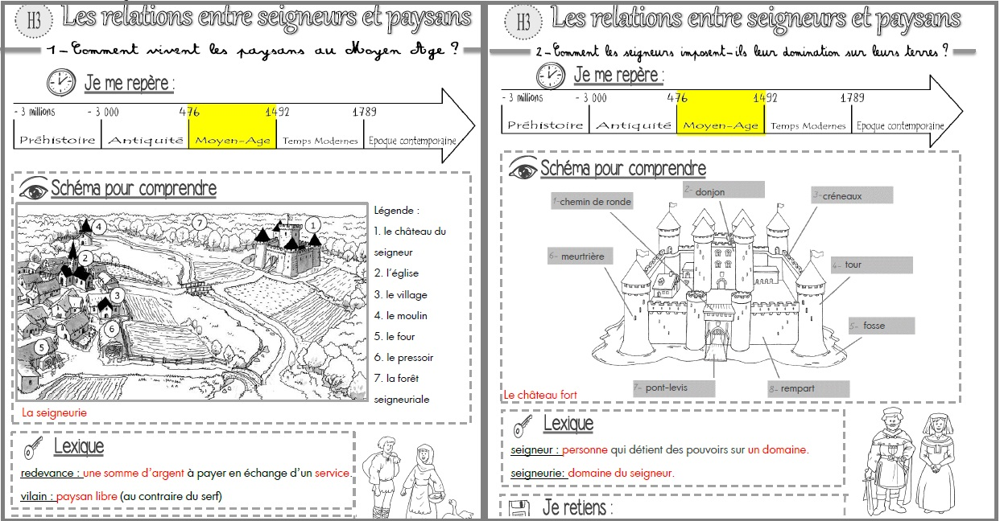 H3 Les relations entre seigneurs et paysans
1-Comment vivent les paysans au Moyen Age ?
Je me repère :
- 3 millions - 3 000 476 1492 1789
Préhistoire Antiquité Moyen-Age Temps Modernes Epoque contemporaine
Schéma pour comprendre
4 7 1 2 3 6 5
Légende :
1. le château du
seigneur
2. l'église
3. le village
4. le moulin
5. le four
6. le pressoir
7. la forêt
seigneuriale
La seigneurie
Lexique
redevance : une somme d'argent à payer en échange d'un service.
vilain : paysan libre (au contraire du serf)
H3 Les relations entre seigneurs et paysans
2-Comment les seigneurs imposent-ils leur domination sur leurs terres ?
Je me repère :
- 3 millions - 3 000 476 1492 1789
Préhistoire Antiquité Moyen-Age Temps Modernes Epoque contemporaine
Schéma pour comprendre
1- chemin de ronde
2- donjon
3- créneaux
6- meurtrière
4- tour
5- fosse
7- pont-levis
8- rempart
Le château fort
Lexique
seigneur : personne qui détient des pouvoirs sur un domaine.
seigneurie: domaine du seigneur.
Je retiens :